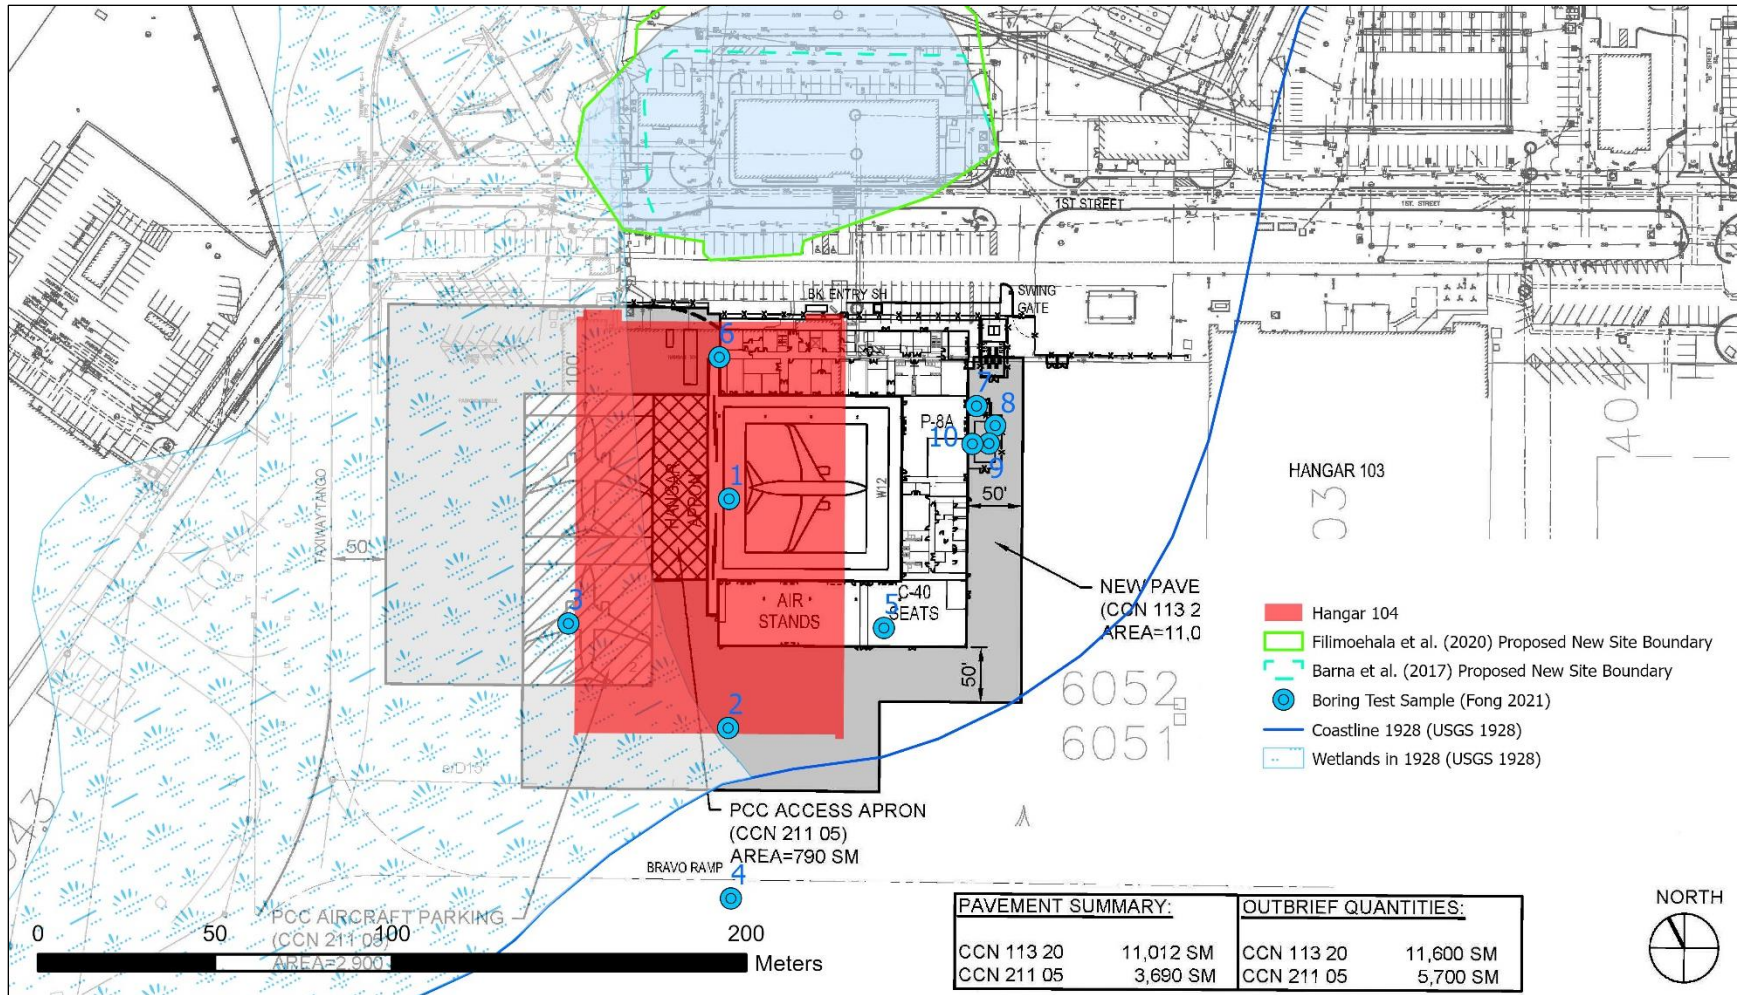 1ST STREET
1ST. STREET
BK ENTRY SH
SWING
GATE
6
7
8
P-8A
10
9
HANGAR 103
40
03
100
HANGAR
APRON
1
W12
50'
TAXIWAY TANGO
50'
4044
3
AIR
STANDS
C-40
SEATS
5
NEW PAVE
(CCN 113 2
AREA=11,0
50'
6052
6051
2
Hangar 104
Filimoehala et al. (2020) Proposed New Site Boundary
Barna et al. (2017) Proposed New Site Boundary
Boring Test Sample (Fong 2021)
Coastline 1928 (USGS 1928)
Wetlands in 1928 (USGS 1928)
PCC ACCESS APRON
(CCN 211 05)
AREA=790 SM
BRAVO RAMP
4
PCC AIRCRAFT PARKING
(CCN 211 05)
AREA=2,900
0 50 100 200
Meters
PAVEMENT SUMMARY:
CCN 113 20 11,012 SM
CCN 211 05 3,690 SM
OUTBRIEF QUANTITIES:
CCN 113 20 11,600 SM
CCN 211 05 5,700 SM
NORTH